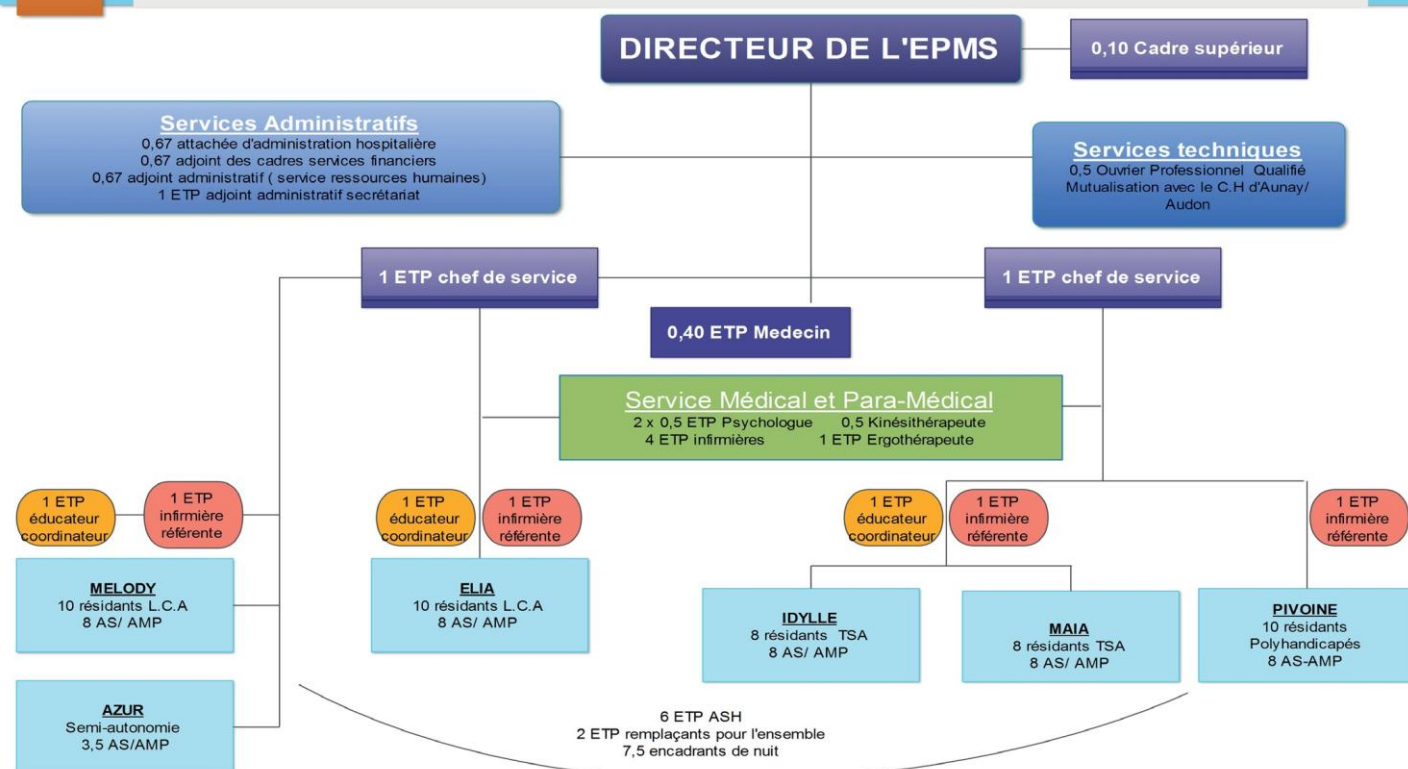 DIRECTEUR DE L'EPMS
0,10 Cadre supérieur
Services Administratifs
0,67 attachée d'administration hospitalière
0,67 adjoint des cadres services financiers
0,67 adjoint administratif ( service ressources humaines)
1 ETP adjoint administratif secrétariat
Services techniques
0,5 Ouvrier Professionnel Qualifié
Mutualisation avec le C.H d'Aunay/
Audon
1 ETP chef de service
1 ETP chef de service
0,40 ETP Medecin
Service Médical et Para-Médical
2 x 0,5 ETP Psychologue 0,5 Kinésithérapeute
4 ETP infirmières 1 ETP Ergothérapeute
1 ETP
éducateur
coordinateur
1 ETP
infirmière
référente
1 ETP
éducateur
coordinateur
1 ETP
infirmière
référente
1 ETP
éducateur
coordinateur
1 ETP
infirmière
référente
1 ETP
infirmière
référente
MELODY
10 résidants L.C.A
8 AS/ AMP
ELIA
10 résidants L.C.A
8 AS/ AMP
IDYLLE
8 résidants TSA
8 AS/ AMP
MAIA
8 résidants TSA
8 AS/ AMP
PIVOINE
10 résidants
Polyhandicapés
8 AS-AMP
AZUR
Semi-autonomie
3,5 AS/AMP
6 ETP ASH
2 ETP remplaçants pour l'ensemble
7,5 encadrants de nuit